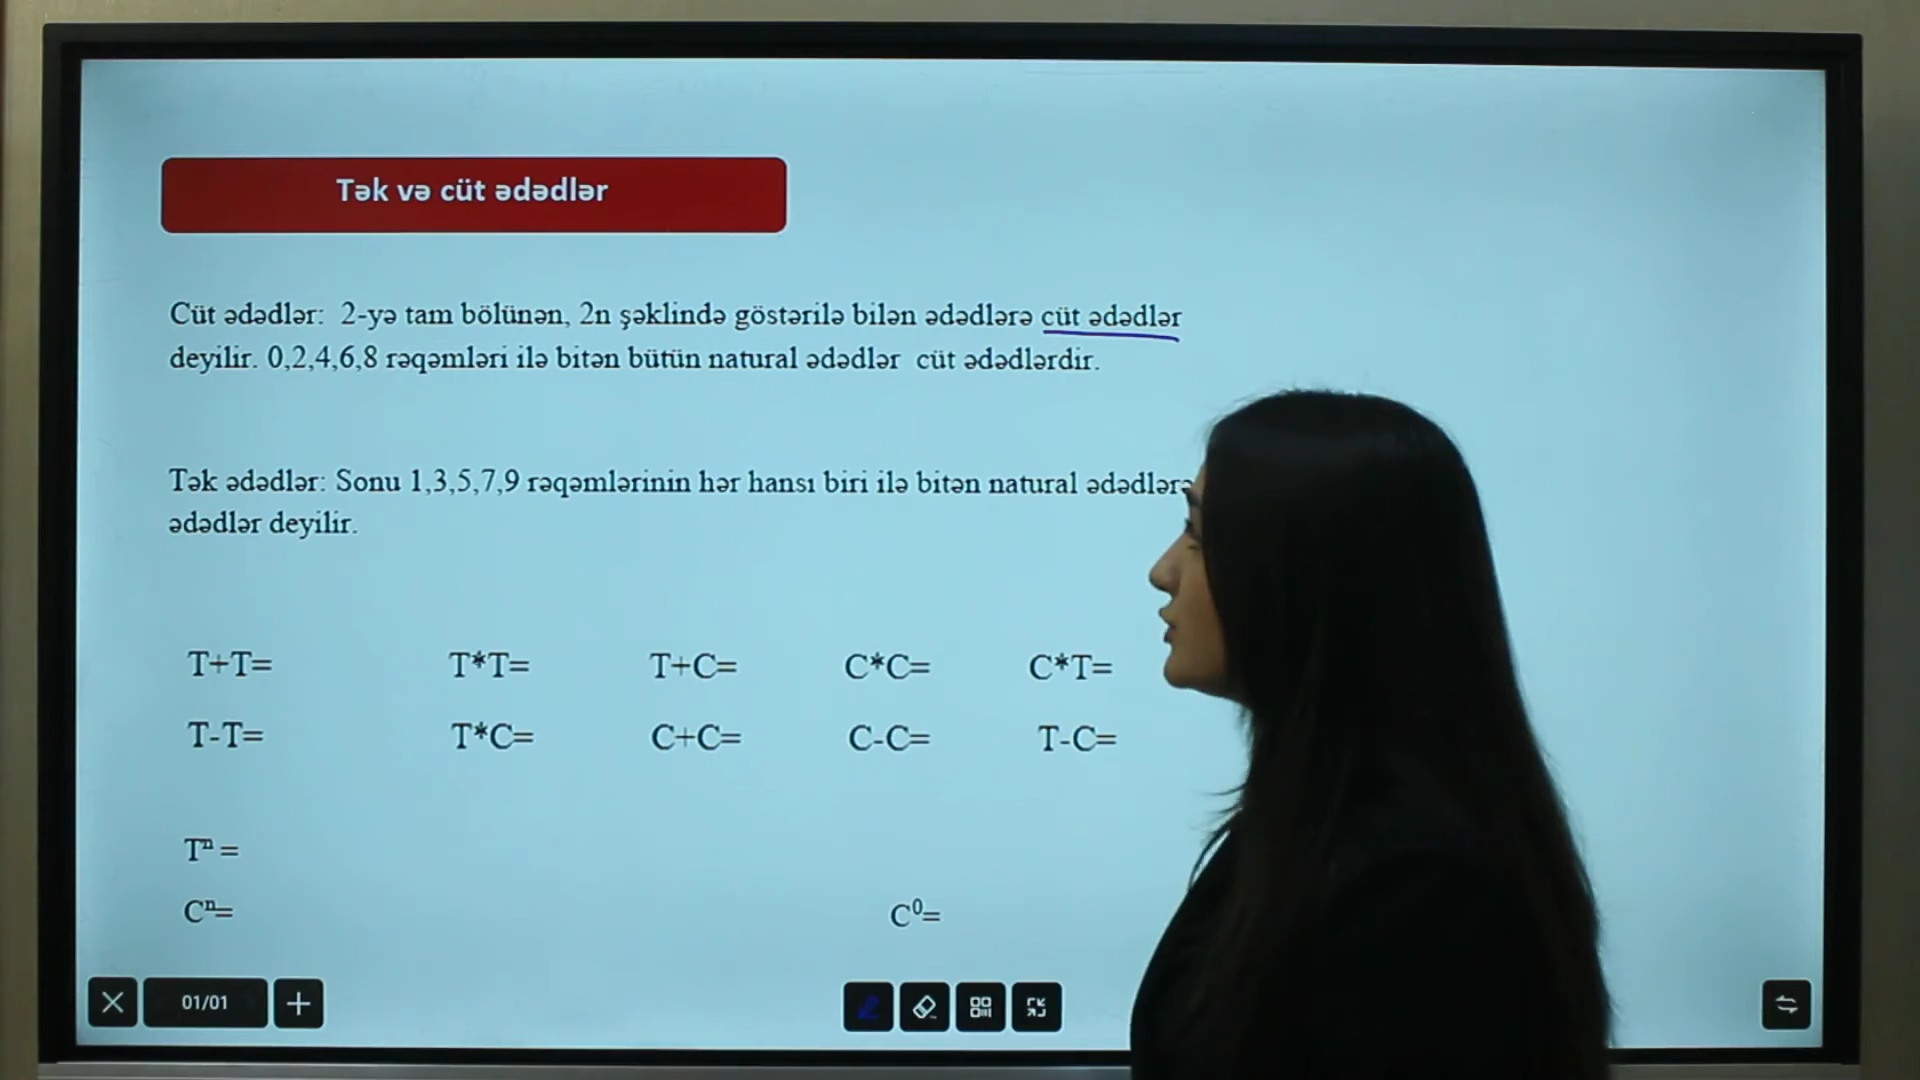 Tək və cüt ədədlər
Cüt ədədlər: 2-yə tam bölünən, 2n şəklində göstərilə bilən ədədlərə cüt ədədlər
deyilir. 0,2,4,6,8 rəqəmləri ilə bitən bütün natural ədədlər cüt ədədlərdir.
Tək ədədlər: Sonu 1,3,5,7,9 rəqəmlərinin hər hansı biri ilə bitən natural ədədlərə
ədədlər deyilir.
T+T= T*T= T+C= C*C= C*T=
T-T= T*C= C+C= C-C= T-C=
Tⁿ =
Cⁿ= C⁰=
01/01